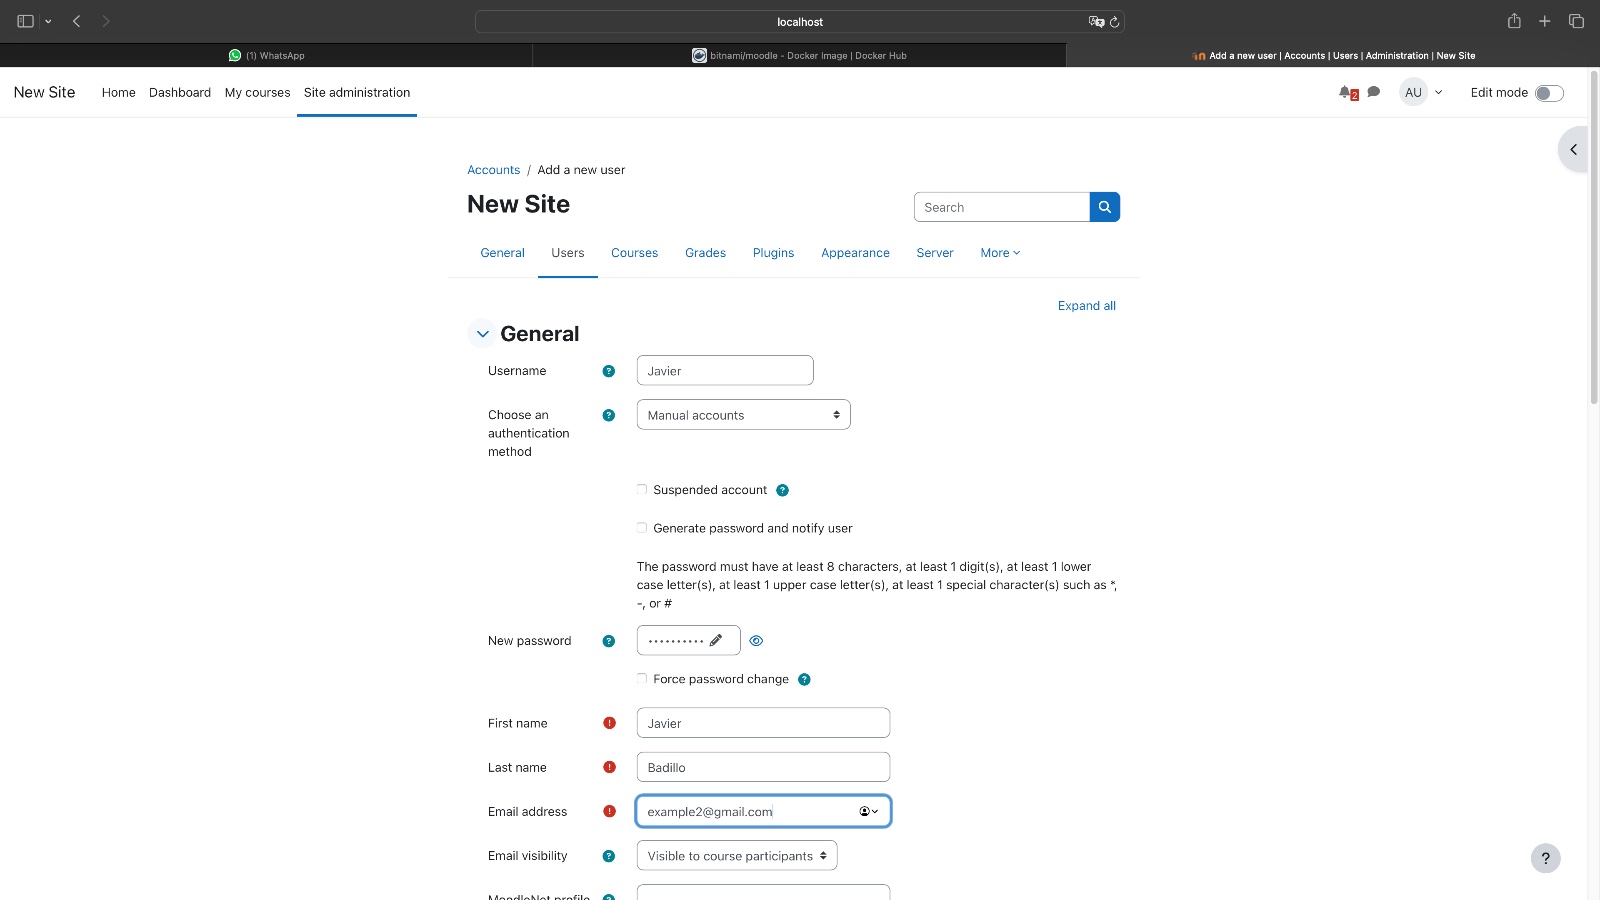 localhost
(1) WhatsApp
bitnami/moodle - Docker Image | Docker Hub
Add a new user | Accounts | Users | Administration | New Site
New Site
Home
Dashboard
My courses
Site administration
2
AU
Edit mode
Accounts / Add a new user
New Site
Search
General
Users
Courses
Grades
Plugins
Appearance
Server
More
Expand all
General
Username
?
Javier
Choose an
authentication
method
?
Manual accounts
Suspended account ?
Generate password and notify user
The password must have at least 8 characters, at least 1 digit(s), at least 1 lower
case letter(s), at least 1 upper case letter(s), at least 1 special character(s) such as *,
-, or #
New password
?
••••••••••
Force password change ?
First name
!
Javier
Last name
!
Badillo
Email address
!
example2@gmail.com
Email visibility
?
Visible to course participants
MoodleNet profile
?
?